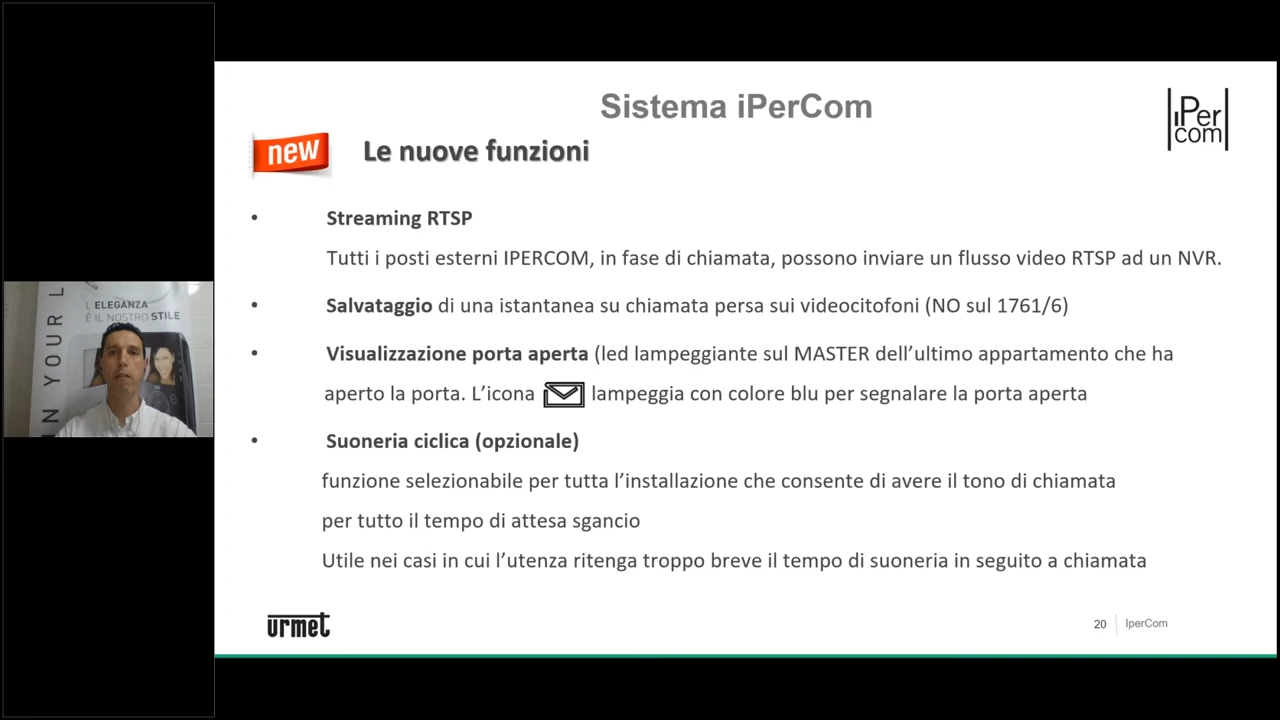 Sistema iPerCom
iPer
com
new
Le nuove funzioni
• Streaming RTSP
Tutti i posti esterni IPERCOM, in fase di chiamata, possono inviare un flusso video RTSP ad un NVR.
• Salvataggio di una istantanea su chiamata persa sui videocitofoni (NO sul 1761/6)
• Visualizzazione porta aperta (led lampeggiante sul MASTER dell’ultimo appartamento che ha
aperto la porta. L’icona lampeggia con colore blu per segnalare la porta aperta
• Suoneria ciclica (opzionale)
funzione selezionabile per tutta l’installazione che consente di avere il tono di chiamata
per tutto il tempo di attesa sgancio
Utile nei casi in cui l’utenza ritenga troppo breve il tempo di suoneria in seguito a chiamata
urmet
20
IperCom
L'ELEGANZA
È IL NOSTRO STILE
N YOUR L